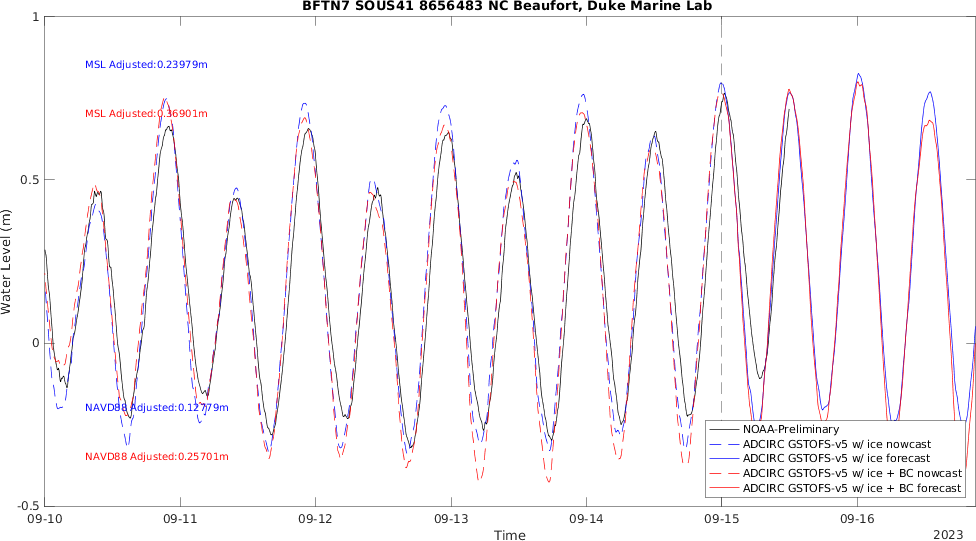 BFTN7 SOUS41 8656483 NC Beaufort, Duke Marine Lab
1
MSL Adjusted:0.23979m
MSL Adjusted:0.36901m
0.5
Water Level (m)
0
NAVD88 Adjusted:0.12779m
NAVD88 Adjusted:0.25701m
NOAA-Preliminary
ADCIRC GSTOFS-v5 w/ ice nowcast
ADCIRC GSTOFS-v5 w/ ice forecast
ADCIRC GSTOFS-v5 w/ ice + BC nowcast
ADCIRC GSTOFS-v5 w/ ice + BC forecast
-0.5
09-10 09-11 09-12 09-13 09-14 09-15 09-16
Time
2023